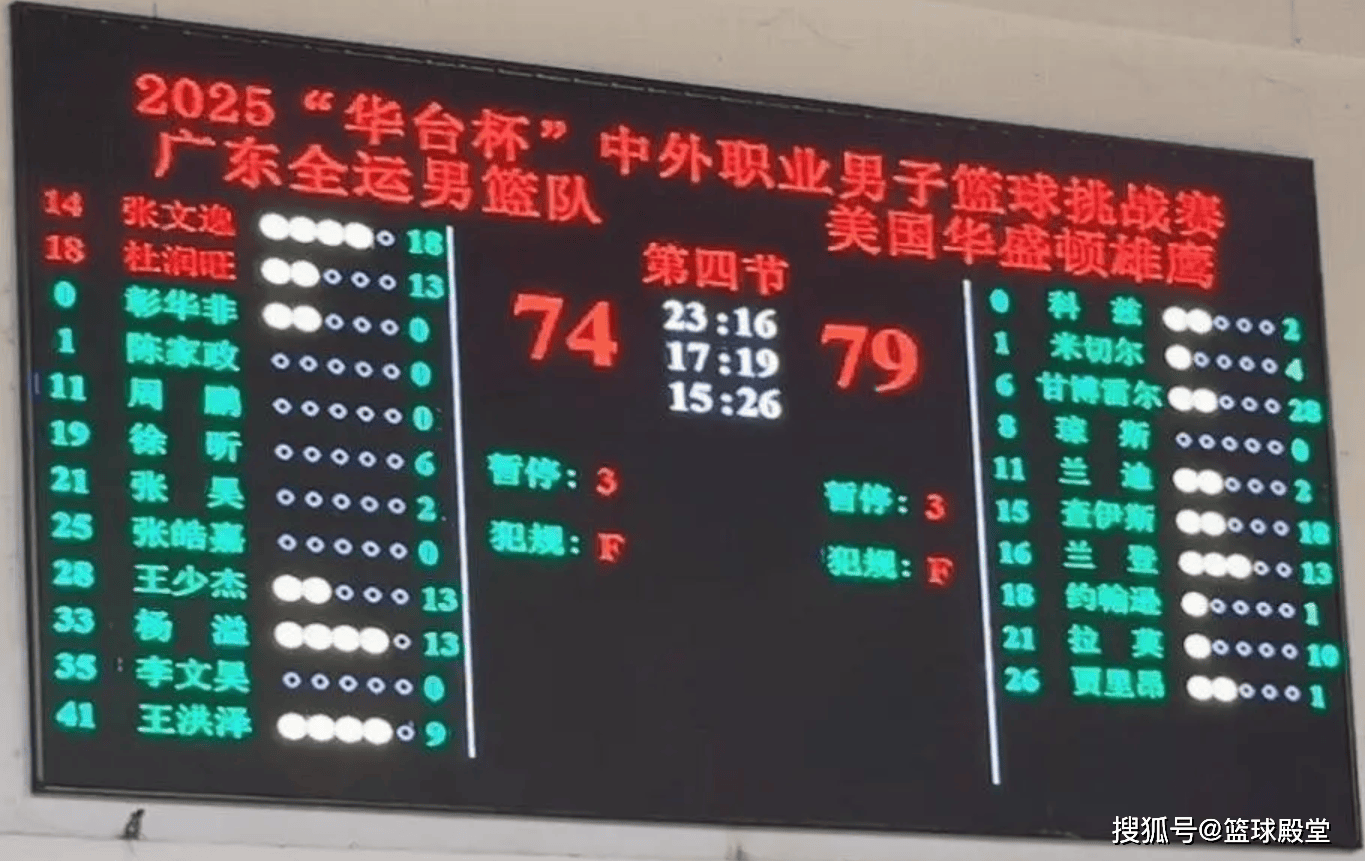 2025“华台杯”中外职业男子篮球挑战赛
广东全运男篮队
美国华盛顿雄鹰
14 张文逸 18
18 杜润旺 13
0 彰华非 0
1 陈家政 0
11 周鹏 0
19 徐昕 6
21 张昊 2
25 张皓嘉 0
28 王少杰 13
33 杨溢 13
35 李文昊 0
41 王洪泽 9
第四节
74
23:16
17:19
15:26
79
暂停: 3
犯规: F
暂停: 3
犯规: F
0 科兹 2
1 米切尔 4
6 甘博雷尔 28
8 琼斯 0
11 兰迪 2
15 查伊斯 18
16 兰登 13
18 约翰逊 1
21 拉莫 10
26 贾里昂 1
搜狐号@篮球殿堂